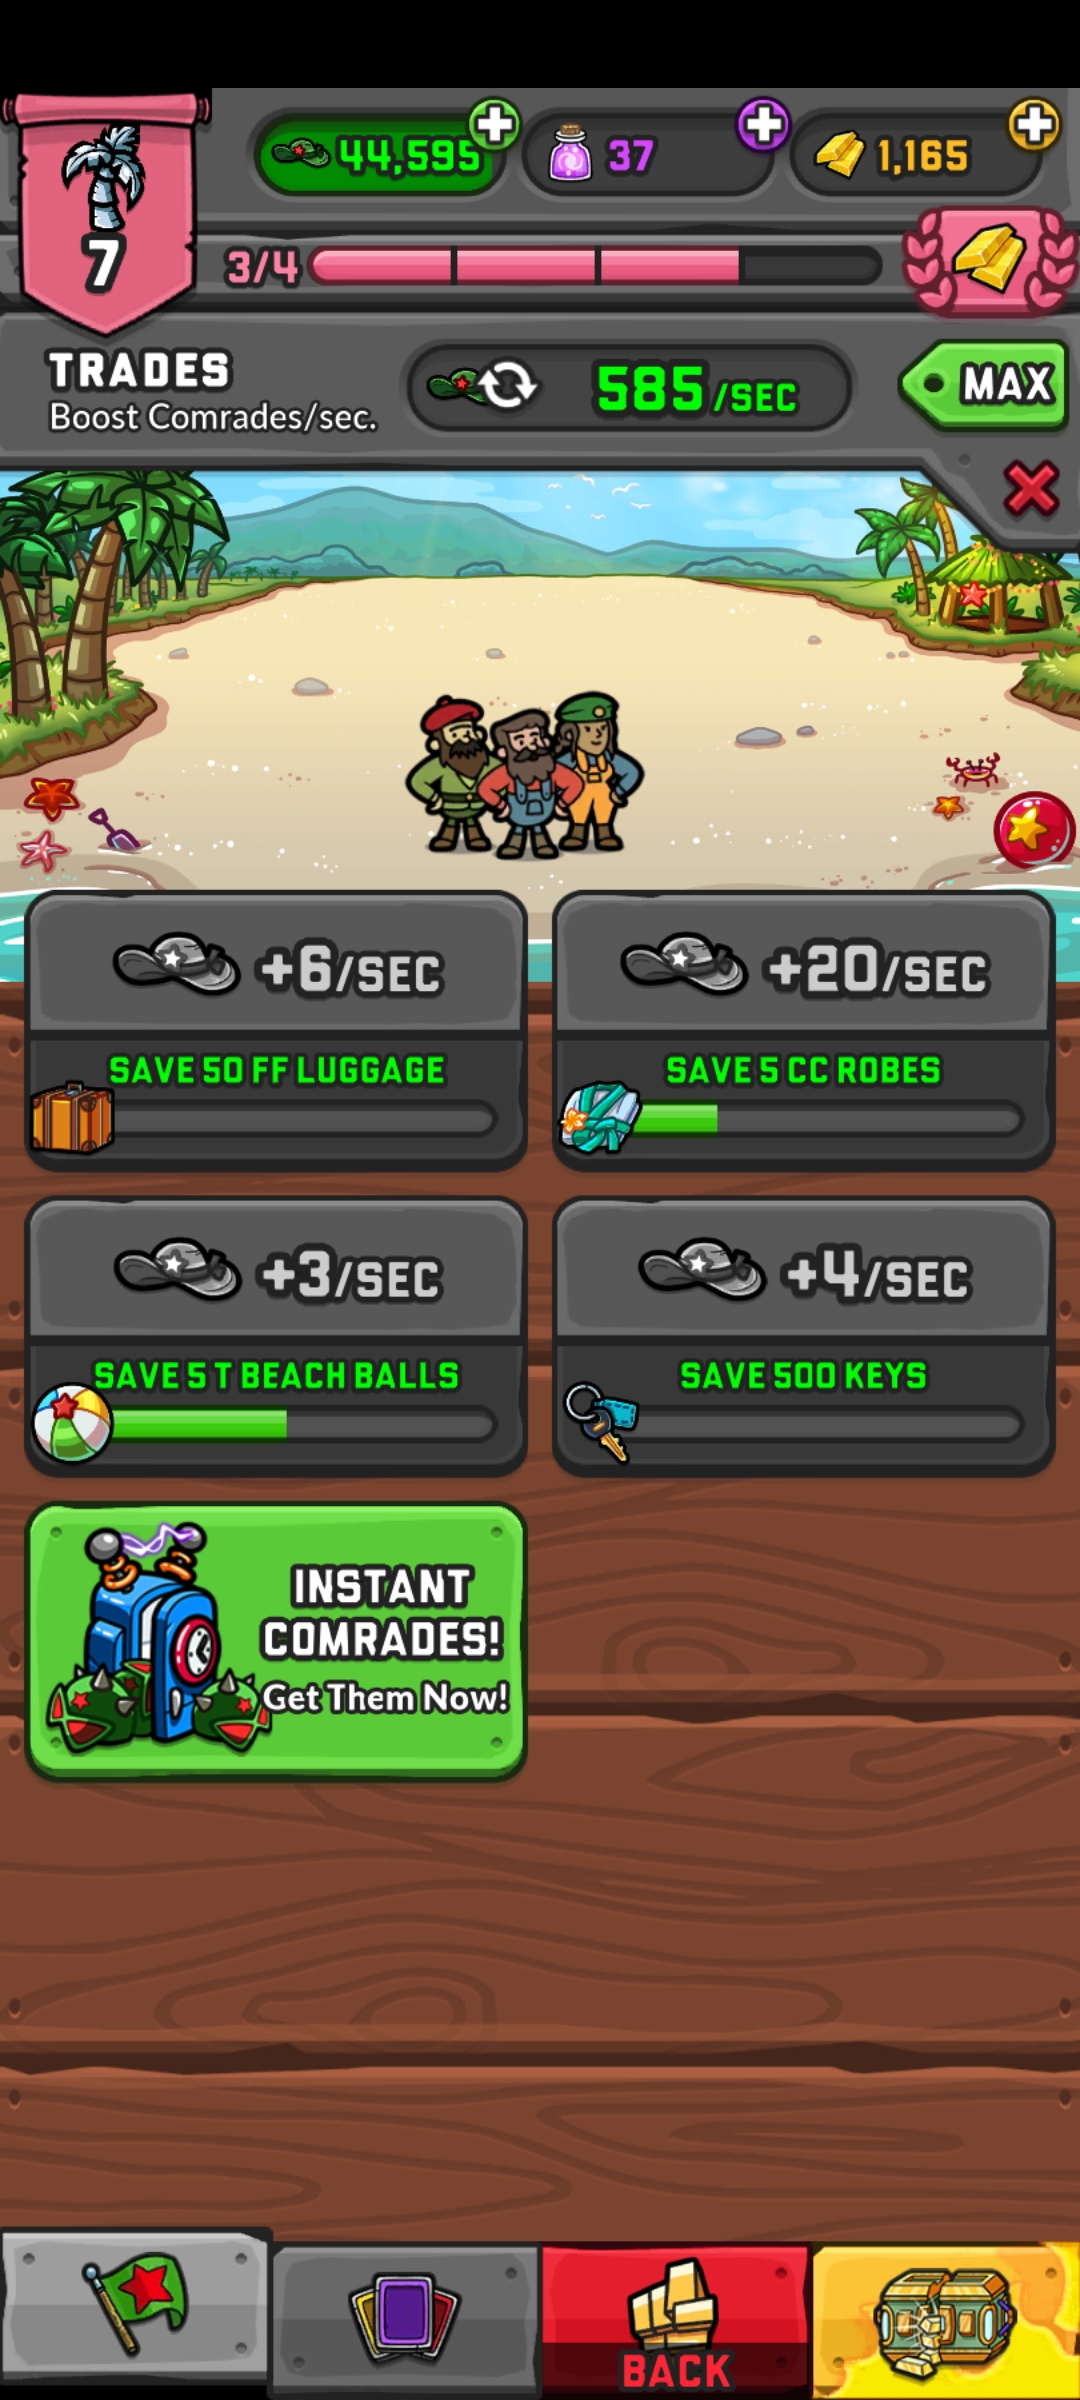 44,595
37
1,165
7
3/4
TRADES
Boost Comrades/sec.
585/SEC
MAX
+6/SEC
+20/SEC
SAVE 50 FF LUGGAGE
SAVE 5 CC ROBES
+3/SEC
+4/SEC
SAVE 5 T BEACH BALLS
SAVE 500 KEYS
INSTANT
COMRADES!
Get Them Now!
BACK